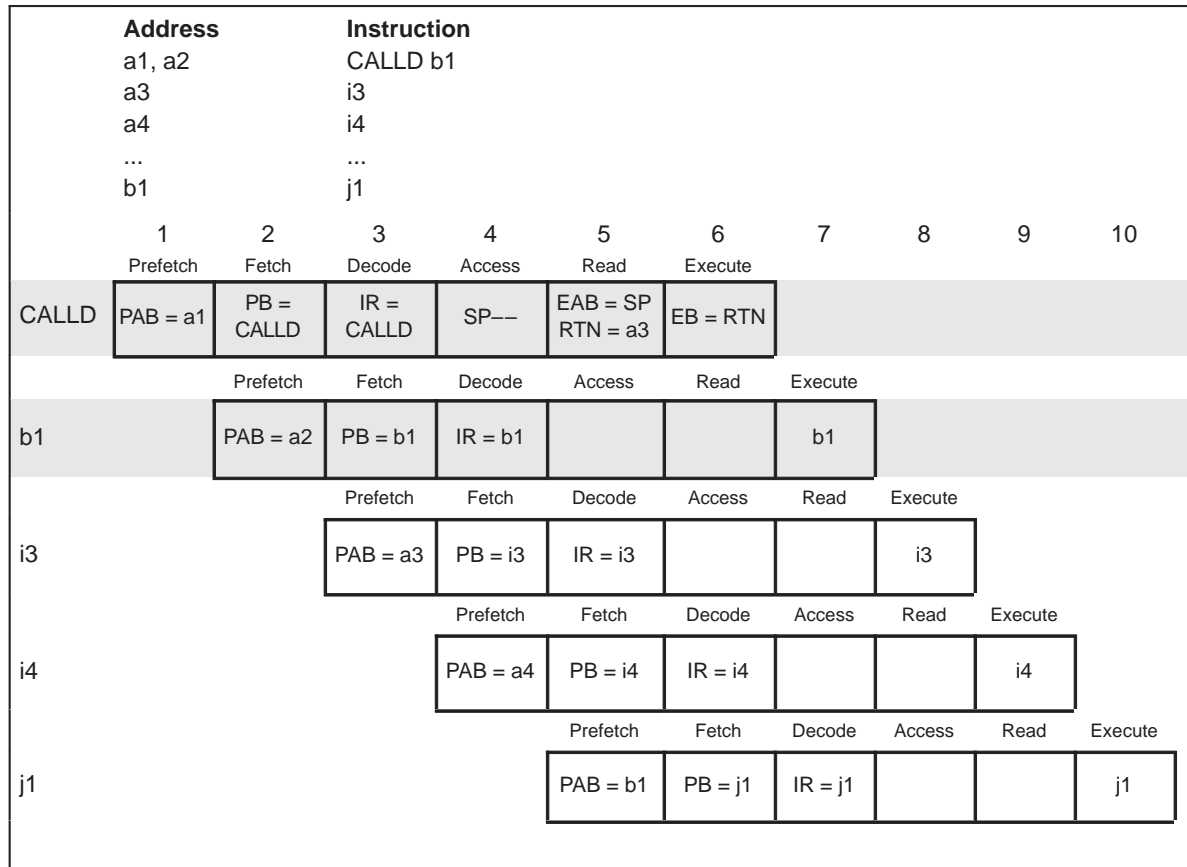 Address Instruction
a1, a2 CALLD b1
a3 i3
a4 i4
... ...
b1 j1
1 2 3 4 5 6 7 8 9 10
Prefetch Fetch Decode Access Read Execute
CALLD PAB = a1 PB = CALLD IR = CALLD SP–– EAB = SP RTN = a3 EB = RTN
Prefetch Fetch Decode Access Read Execute
b1 PAB = a2 PB = b1 IR = b1 b1
Prefetch Fetch Decode Access Read Execute
i3 PAB = a3 PB = i3 IR = i3 i3
Prefetch Fetch Decode Access Read Execute
i4 PAB = a4 PB = i4 IR = i4 i4
Prefetch Fetch Decode Access Read Execute
j1 PAB = b1 PB = j1 IR = j1 j1